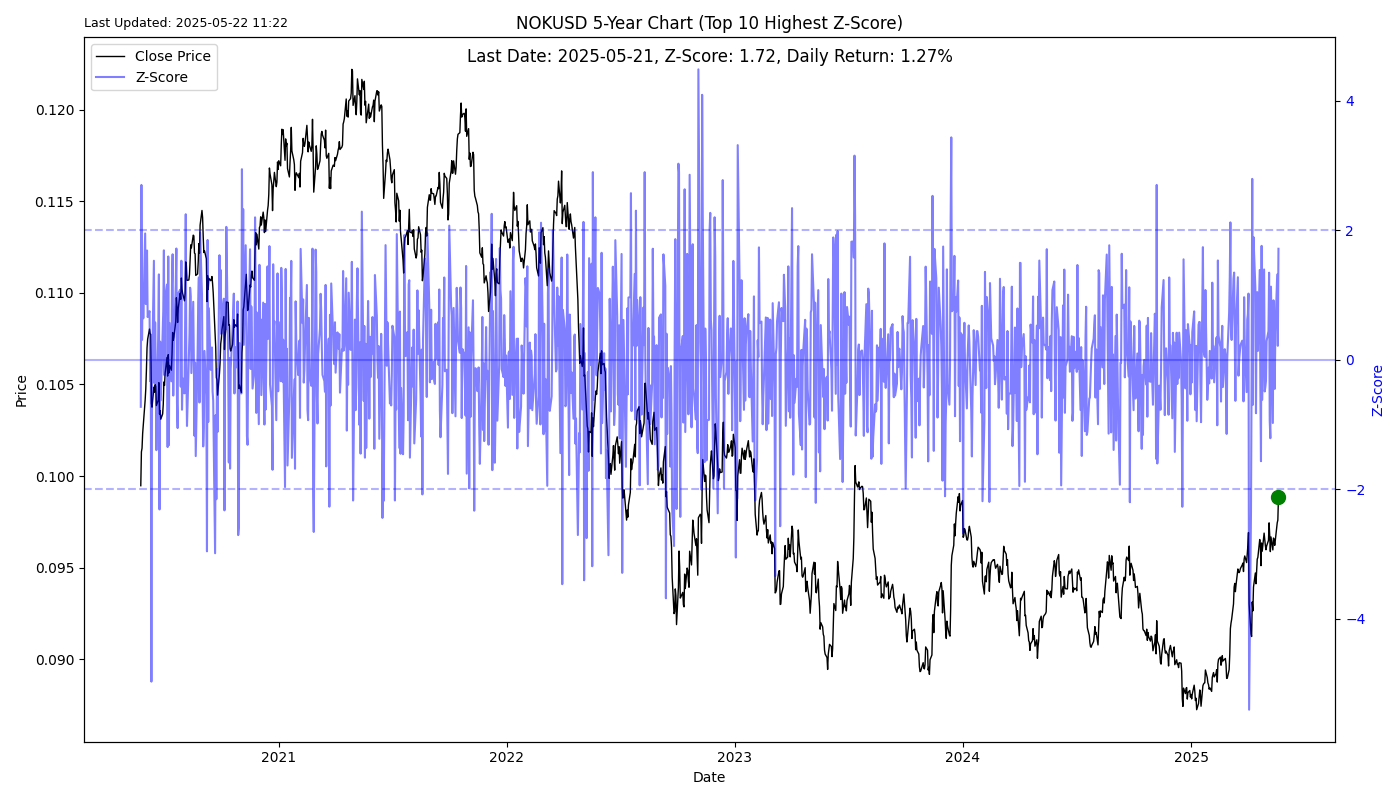 Last Updated: 2025-05-22 11:22
NOKUSD 5-Year Chart (Top 10 Highest Z-Score)
Last Date: 2025-05-21, Z-Score: 1.72, Daily Return: 1.27%
Close Price
Z-Score
0.120
0.115
0.110
0.105
0.100
0.095
0.090
Price
4
2
0
−2
−4
Z-Score
2021
2022
2023
2024
2025
Date